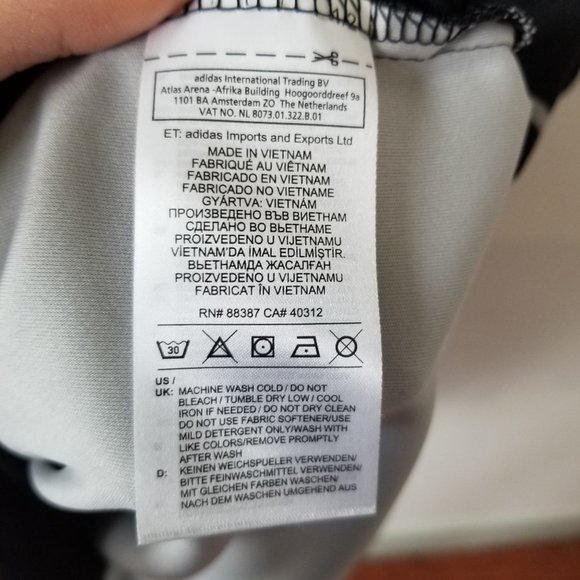 adidas International Trading BV
Atlas Arena -Afrika Building Hoogoorddreef 9a
1101 BA Amsterdam ZO The Netherlands
VAT NO. NL 8073.01.322.B.01
ET: adidas Imports and Exports Ltd
MADE IN VIETNAM
FABRIQUÉ AU VIÊTNAM
FABRICADO EN VIETNAM
FABRICADO NO VIETNAME
GYÁRTVA: VIETNÁM
ПРОИЗВЕДЕНО ВЪВ ВИЕТНАМ
СДЕЛАНО ВО ВЬЕТНАМЕ
PROIZVEDENO U VIJETNAMU
VİETNAM'DA İMAL EDİLMİŞTİR.
ВЬЕТНАМДА ЖАСАЛҒАН
PROIZVEDENO U VIJETNAMU
FABRICAT ÎN VIETNAM
RN# 88387 CA# 40312
30
US /
UK: MACHINE WASH COLD / DO NOT
BLEACH / TUMBLE DRY LOW / COOL
IRON IF NEEDED / DO NOT DRY CLEAN
DO NOT USE FABRIC SOFTENER/USE
MILD DETERGENT ONLY/WASH WITH
LIKE COLORS/REMOVE PROMPTLY
AFTER WASH
D: KEINEN WEICHSPUELER VERWENDEN/
BITTE FEINWASCHMITTEL VERWENDEN/
MIT GLEICHEN FARBEN WASCHEN/
NACH DEM WASCHEN UMGEHEND AUS